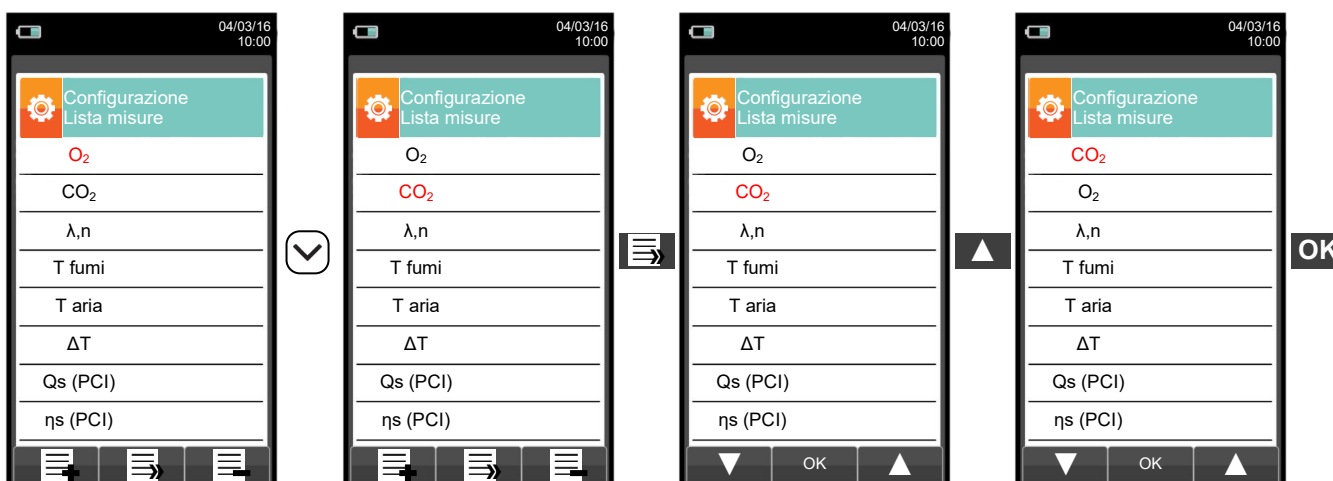 04/03/16
10:00
Configurazione
Lista misure
O₂
CO₂
λ,n
T fumi
T aria
ΔT
Qs (PCI)
ηs (PCI)
04/03/16
10:00
Configurazione
Lista misure
O₂
CO₂
λ,n
T fumi
T aria
ΔT
Qs (PCI)
ηs (PCI)
04/03/16
10:00
Configurazione
Lista misure
O₂
CO₂
λ,n
T fumi
T aria
ΔT
Qs (PCI)
ηs (PCI)
OK
04/03/16
10:00
Configurazione
Lista misure
CO₂
O₂
λ,n
T fumi
T aria
ΔT
Qs (PCI)
ηs (PCI)
OK
OK